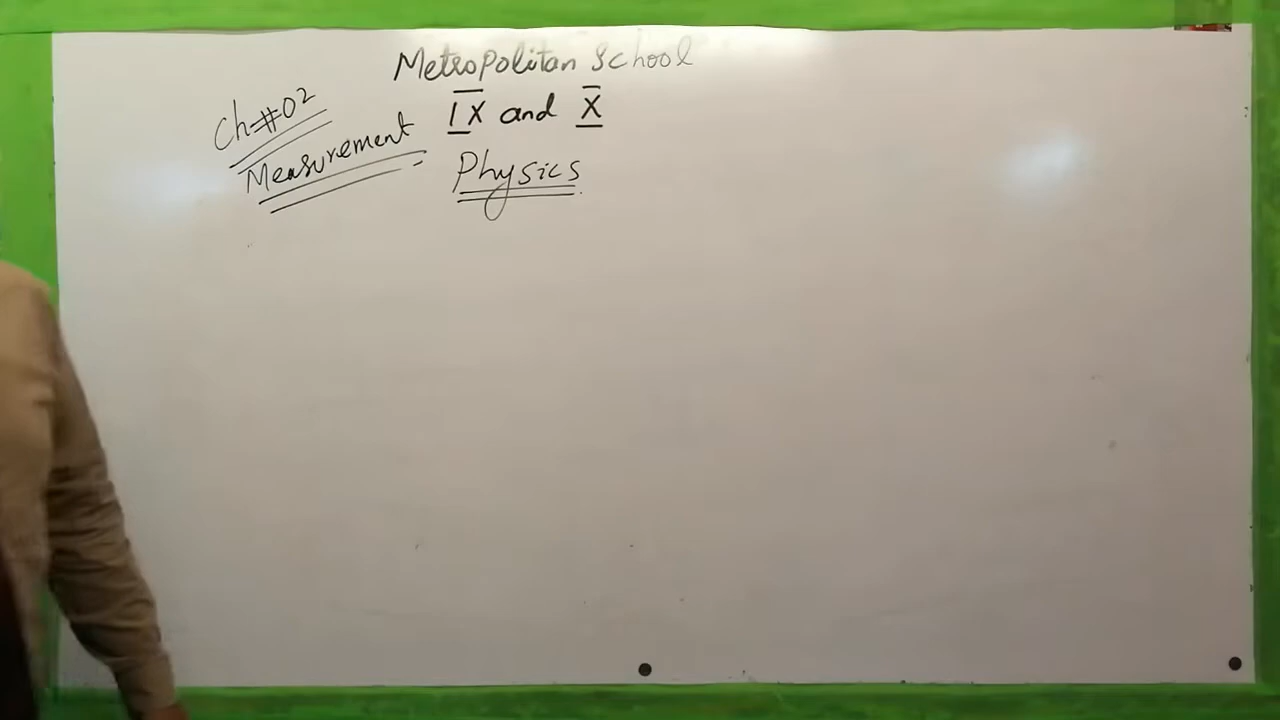 Metropolitan School
IX and X
Physics
Ch#02
Measurement